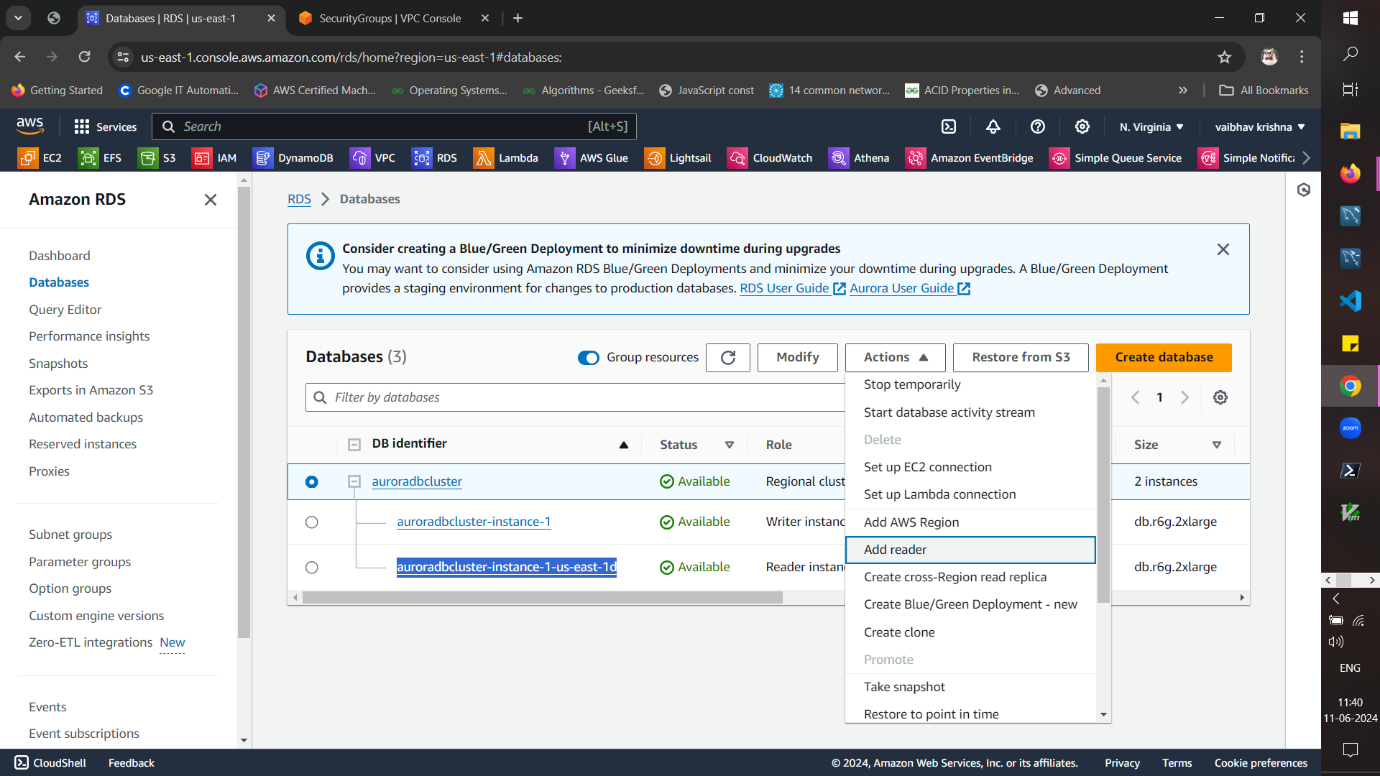 Databases | RDS | us-east-1
SecurityGroups | VPC Console
us-east-1.console.aws.amazon.com/rds/home?region=us-east-1#databases:
Getting Started
Google IT Automati...
AWS Certified Mach...
Operating Systems...
Algorithms - Geeksf...
JavaScript const
14 common networ...
ACID Properties in...
Advanced
All Bookmarks
aws
Services
Search
[Alt+S]
N. Virginia
vaibhav krishna
EC2
EFS
S3
IAM
DynamoDB
VPC
RDS
Lambda
AWS Glue
Lightsail
CloudWatch
Athena
Amazon EventBridge
Simple Queue Service
Simple Notifica
Amazon RDS
Dashboard
Databases
Query Editor
Performance insights
Snapshots
Exports in Amazon S3
Automated backups
Reserved instances
Proxies
Subnet groups
Parameter groups
Option groups
Custom engine versions
Zero-ETL integrations New
Events
Event subscriptions
RDS > Databases
Consider creating a Blue/Green Deployment to minimize downtime during upgrades
You may want to consider using Amazon RDS Blue/Green Deployments and minimize your downtime during upgrades. A Blue/Green Deployment
provides a staging environment for changes to production databases. RDS User Guide Aurora User Guide
Databases (3)
Group resources
Modify
Actions
Restore from S3
Create database
Filter by databases
1
DB identifier
Status
Role
Size
auroradbcluster
Available
Regional clust
2 instances
auroradbcluster-instance-1
Available
Writer instanc
db.r6g.2xlarge
auroradbcluster-instance-1-us-east-1d
Available
Reader instan
db.r6g.2xlarge
Stop temporarily
Start database activity stream
Delete
Set up EC2 connection
Set up Lambda connection
Add AWS Region
Add reader
Create cross-Region read replica
Create Blue/Green Deployment - new
Create clone
Promote
Take snapshot
Restore to point in time
CloudShell
Feedback
© 2024, Amazon Web Services, Inc. or its affiliates.
Privacy
Terms
Cookie preferences
zoom
ENG
11:40
11-06-2024